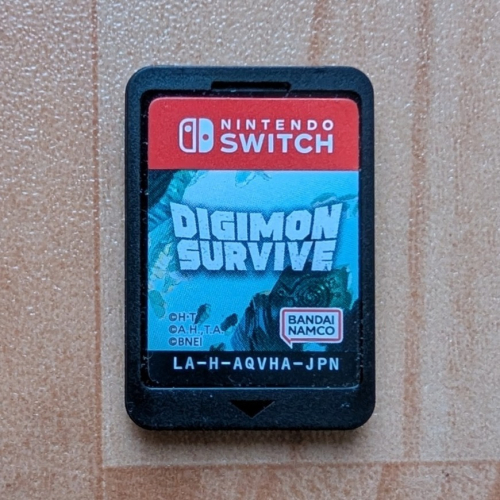 NINTENDO
SWITCH
DIGIMON
SURVIVE
©H·T
©A.H.,T.A.
©BNEI
BANDAI
NAMCO
LA-H-AQVHA-JPN